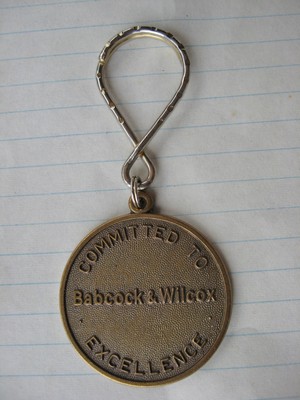 COMMITTED TO
Babcock & Wilcox
EXCELLENCE